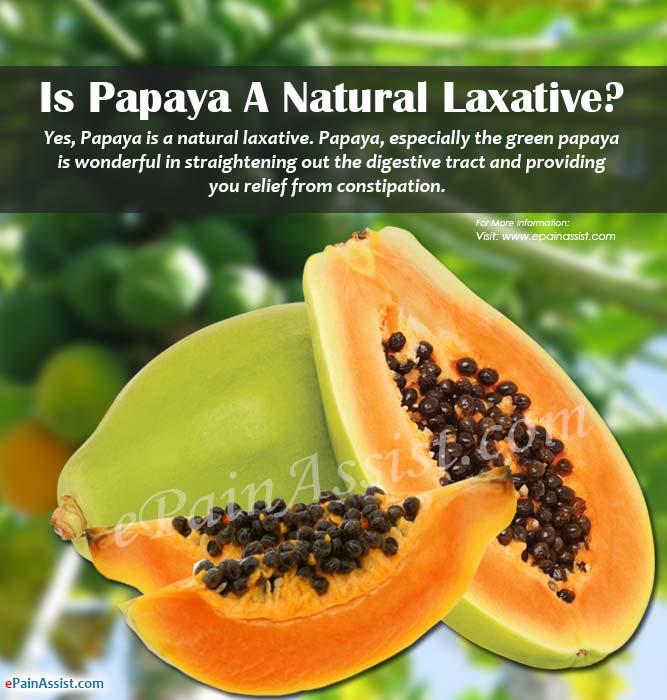 Is Papaya A Natural Laxative?
Yes, Papaya is a natural laxative. Papaya, especially the green papaya
is wonderful in straightening out the digestive tract and providing
you relief from constipation.
For More Information:
Visit: www.epainassist.com
ePainAssist.com
ePainAssist.com